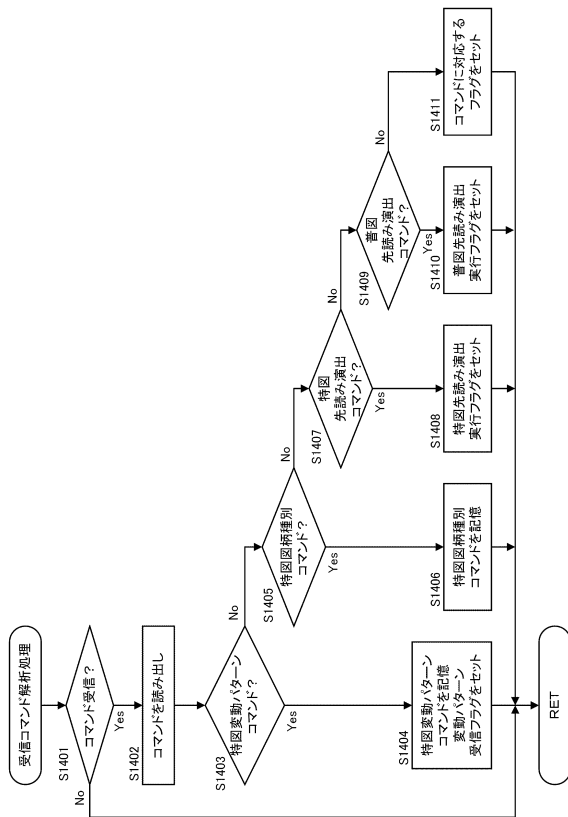 受信コマンド解析処理
S1401
コマンド受信?
No
Yes
S1402
コマンドを読み出し
S1403
特図変動パターン
コマンド?
No
Yes
S1404
特図変動パターン
コマンドを記憶
変動パターン
受信フラグをセット
S1405
特図図柄種別
コマンド?
No
Yes
S1406
特図図柄種別
コマンドを記憶
S1407
特図
先読み演出
コマンド?
No
Yes
S1408
特図先読み演出
実行フラグをセット
S1409
普図
先読み演出
コマンド?
No
Yes
S1410
普図先読み演出
実行フラグをセット
S1411
コマンドに対応する
フラグをセット
RET